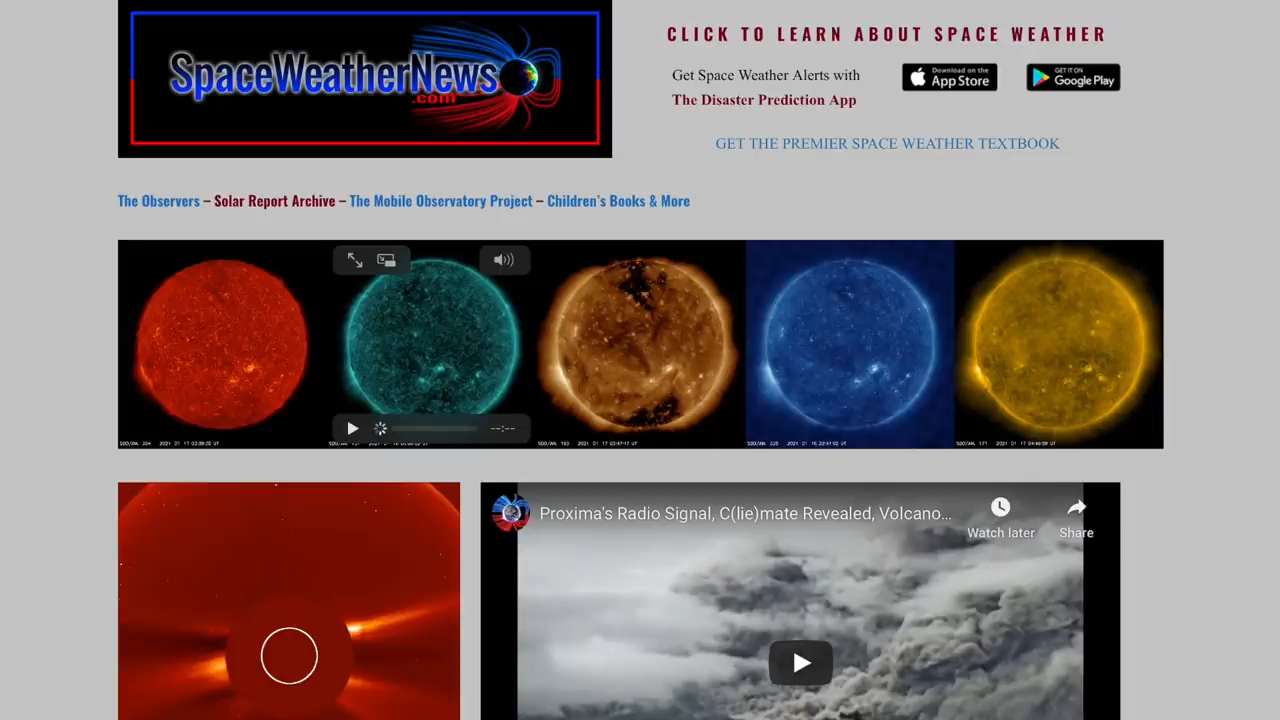 SpaceWeatherNews
.com
CLICK TO LEARN ABOUT SPACE WEATHER
Get Space Weather Alerts with
The Disaster Prediction App
Download on the
App Store
GET IT ON
Google Play
GET THE PREMIER SPACE WEATHER TEXTBOOK
The Observers – Solar Report Archive – The Mobile Observatory Project – Children's Books & More
--:--
Proxima's Radio Signal, C(lie)mate Revealed, Volcano...
Watch later
Share